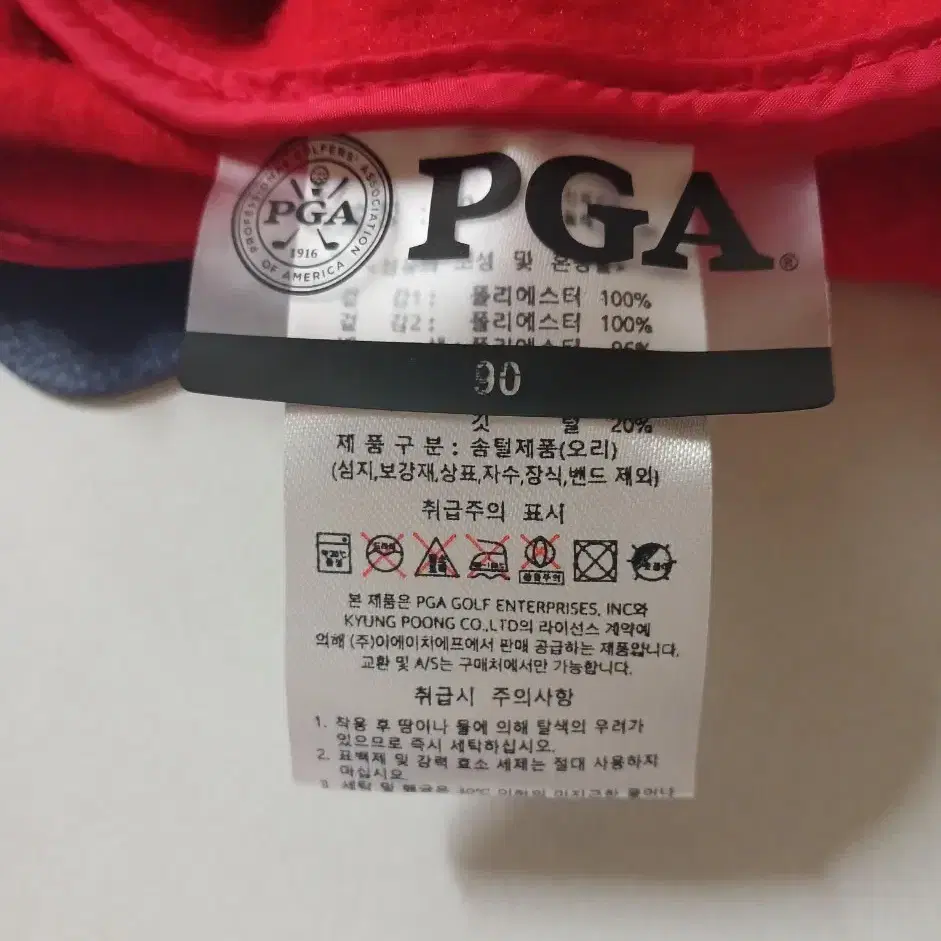 PROFESSIONAL GOLFERS' ASSOCIATION OF AMERICA
PGA
1916
PGA®
및
겉 감1: 폴리에스터 100%
겉 감2: 폴리에스터 100%
96%
90
깃 털 20%
제 품 구 분 : 솜털제품(오리)
(심지,보강재,상표,자수,장식,밴드 제외)
취급주의 표시
본 제품은 PGA GOLF ENTERPRISES, INC와
KYUNG POONG CO.,LTD의 라이선스 계약에
의해 (주)이에이치에프에서 판매 공급하는 제품입니다.
교환 및 A/S는 구매처에서만 가능합니다.
취급시 주의사항
1. 착용 후 땀이나 물에 의해 탈색의 우려가
있으므로 즉시 세탁하십시오.
2. 표백제 및 강력 효소 세제는 절대 사용하지
마십시오.
3. 세탁 및